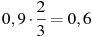 0,9 · 2/3 = 0,6